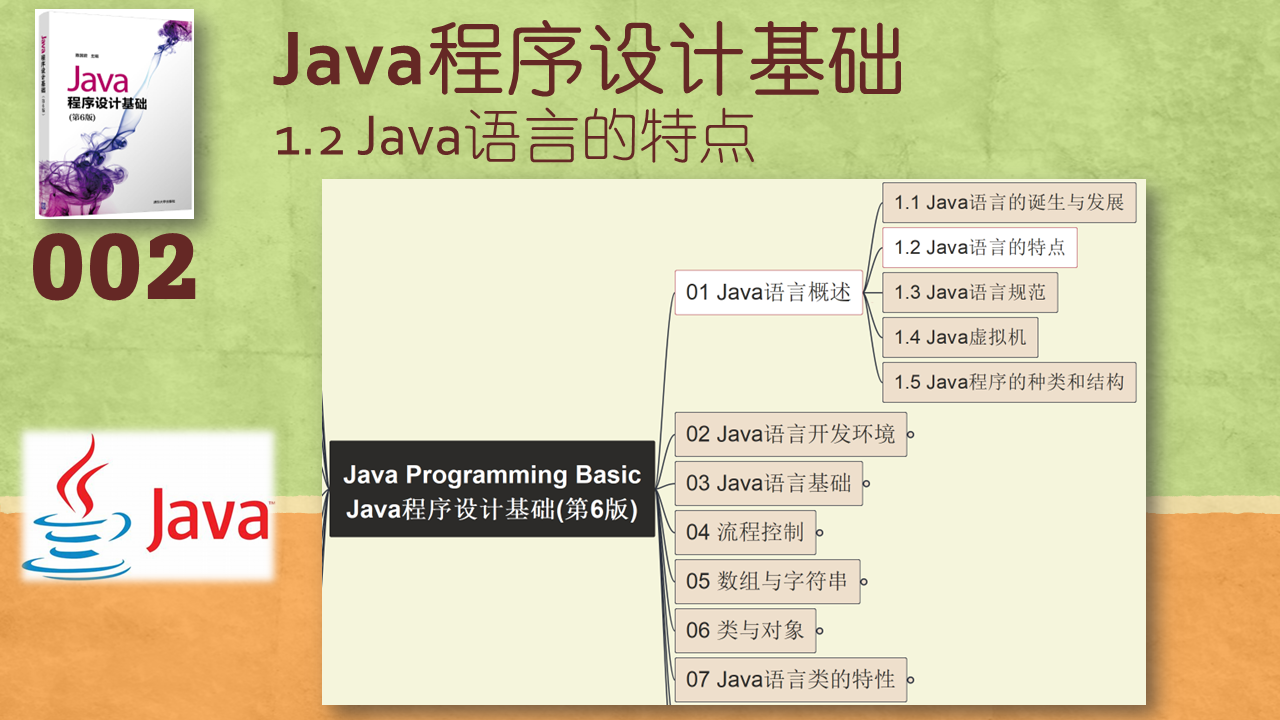 Java程序设计基础
1.2 Java语言的特点
Java
程序设计基础
(第6版)
002
Java
Java Programming Basic
Java程序设计基础(第6版)
01 Java语言概述
1.1 Java语言的诞生与发展
1.2 Java语言的特点
1.3 Java语言规范
1.4 Java虚拟机
1.5 Java程序的种类和结构
02 Java语言开发环境
03 Java语言基础
04 流程控制
05 数组与字符串
06 类与对象
07 Java语言类的特性